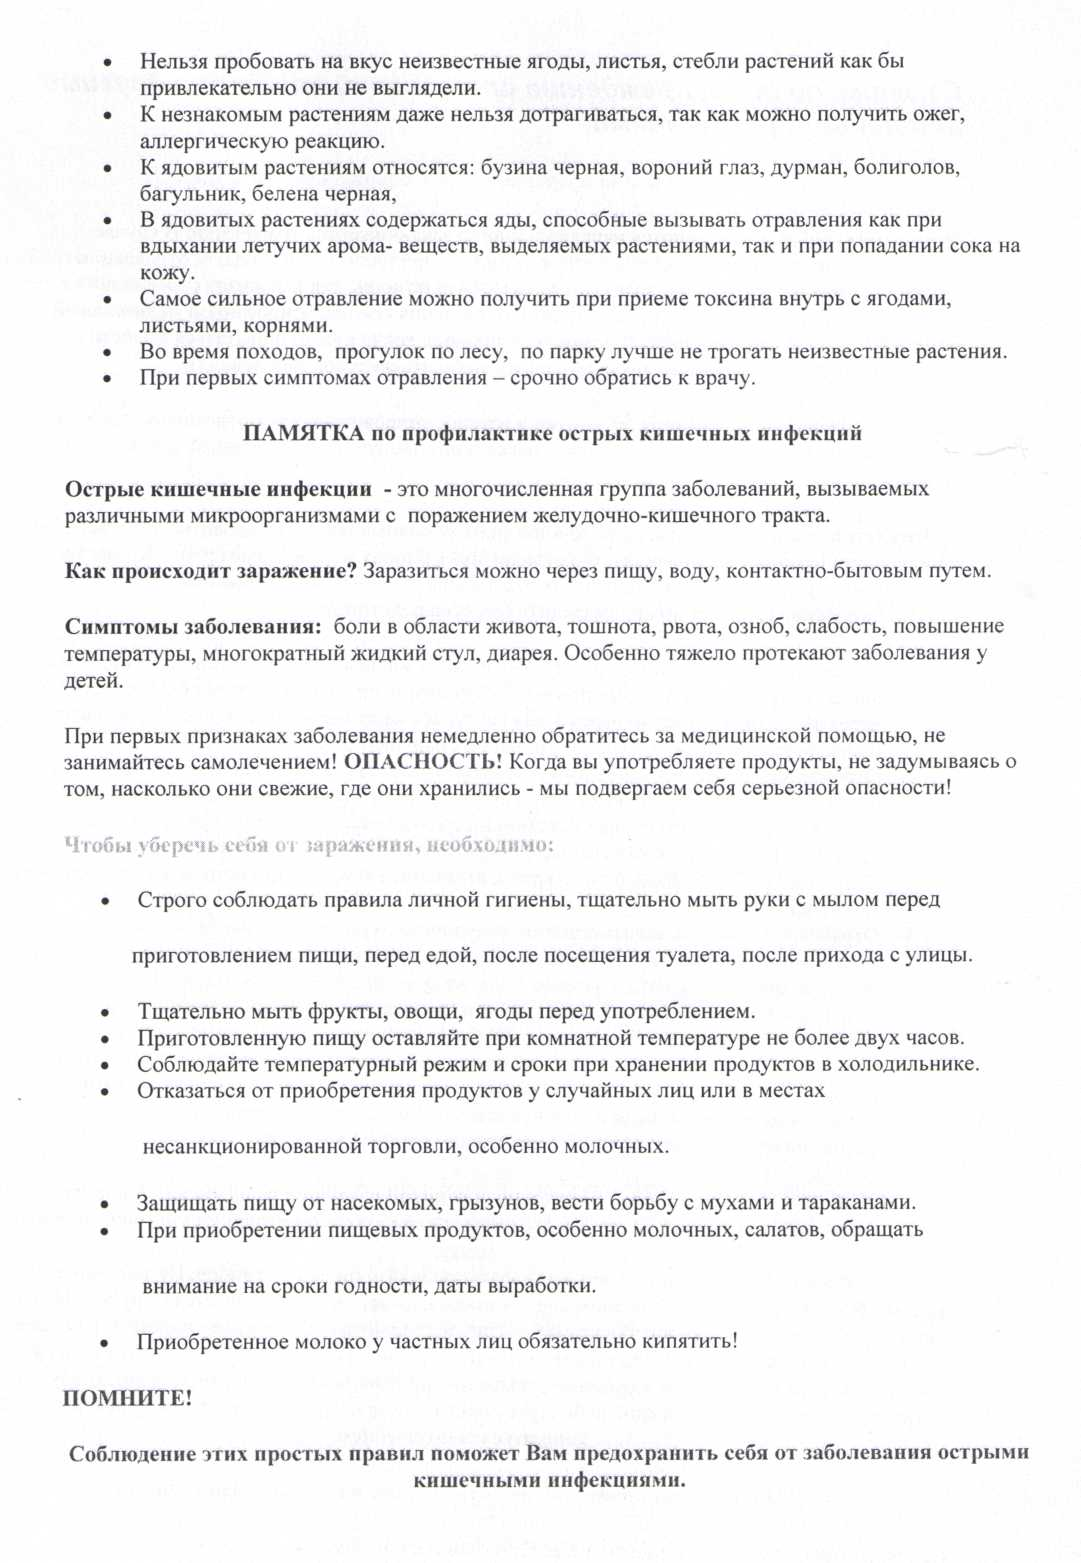 • Нельзя пробовать на вкус неизвестные ягоды, листья, стебли растений как бы
привлекательно они не выглядели.
• К незнакомым растениям даже нельзя дотрагиваться, так как можно получить ожег,
аллергическую реакцию.
• К ядовитым растениям относятся: бузина черная, вороний глаз, дурман, болиголов,
багульник, белена черная,
• В ядовитых растениях содержаться яды, способные вызывать отравления как при
вдыхании летучих арома- веществ, выделяемых растениями, так и при попадании сока на
кожу.
• Самое сильное отравление можно получить при приеме токсина внутрь с ягодами,
листьями, корнями.
• Во время походов, прогулок по лесу, по парку лучше не трогать неизвестные растения.
• При первых симптомах отравления – срочно обратись к врачу.
ПАМЯТКА по профилактике острых кишечных инфекций
Острые кишечные инфекции - это многочисленная группа заболеваний, вызываемых
различными микроорганизмами с поражением желудочно-кишечного тракта.
Как происходит заражение? Заразиться можно через пищу, воду, контактно-бытовым путем.
Симптомы заболевания: боли в области живота, тошнота, рвота, озноб, слабость, повышение
температуры, многократный жидкий стул, диарея. Особенно тяжело протекают заболевания у
детей.
При первых признаках заболевания немедленно обратитесь за медицинской помощью, не
занимайтесь самолечением! ОПАСНОСТЬ! Когда вы употребляете продукты, не задумываясь о
том, насколько они свежие, где они хранились - мы подвергаем себя серьезной опасности!
Чтобы уберечь себя от заражения, необходимо:
• Строго соблюдать правила личной гигиены, тщательно мыть руки с мылом перед
приготовлением пищи, перед едой, после посещения туалета, после прихода с улицы.
• Тщательно мыть фрукты, овощи, ягоды перед употреблением.
• Приготовленную пищу оставляйте при комнатной температуре не более двух часов.
• Соблюдайте температурный режим и сроки при хранении продуктов в холодильнике.
• Отказаться от приобретения продуктов у случайных лиц или в местах
несанкционированной торговли, особенно молочных.
• Защищать пищу от насекомых, грызунов, вести борьбу с мухами и тараканами.
• При приобретении пищевых продуктов, особенно молочных, салатов, обращать
внимание на сроки годности, даты выработки.
• Приобретенное молоко у частных лиц обязательно кипятить!
ПОМНИТЕ!
Соблюдение этих простых правил поможет Вам предохранить себя от заболевания острыми
кишечными инфекциями.